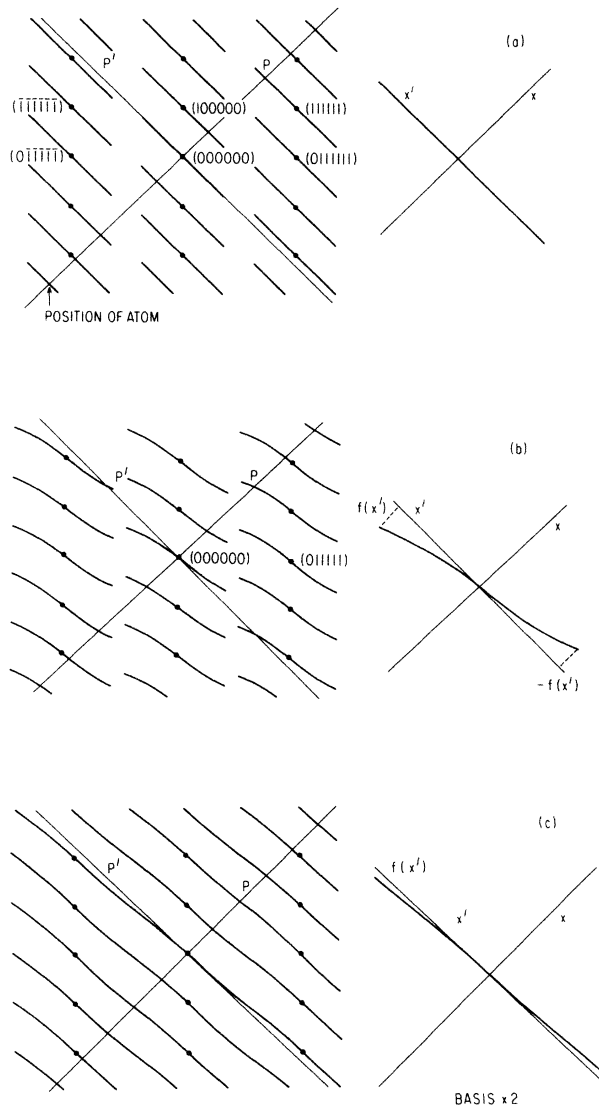 (a)
P'
P
x'
x
(1̄1̄1̄1̄1̄1̄)
(100000)
(111111)
(01̄1̄1̄1̄1̄)
(000000)
(011111)
POSITION OF ATOM
(b)
P'
P
f(x')
x'
x
(000000)
(011111)
-f(x')
(c)
P'
P
f(x')
x'
x
BASIS x 2